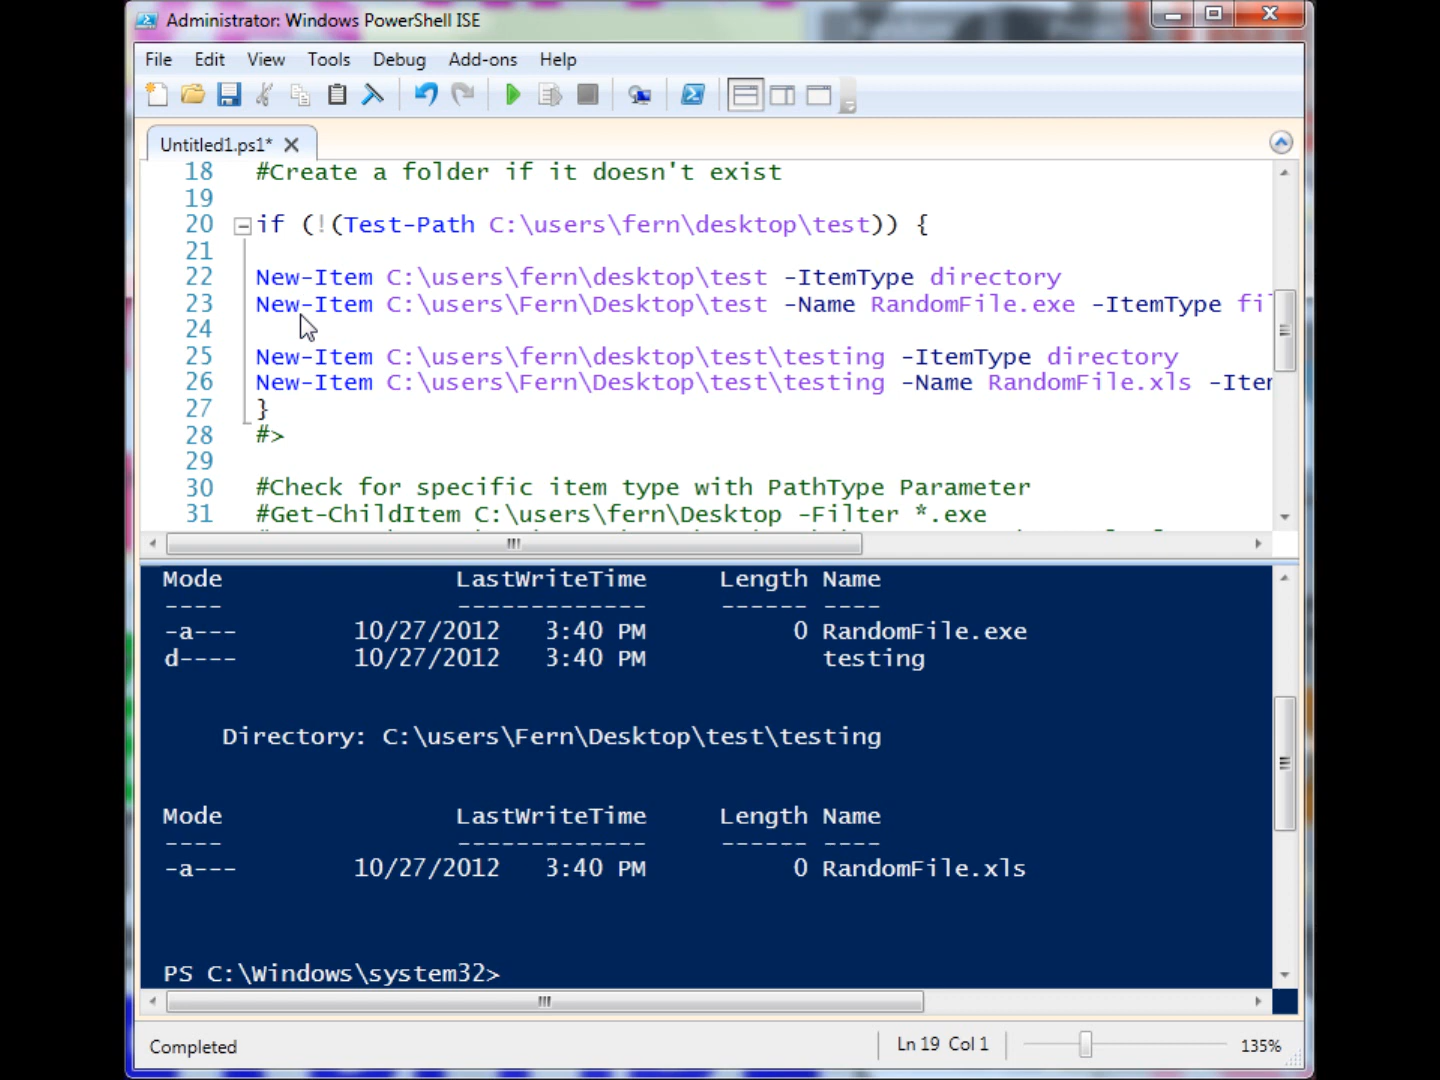 Administrator: Windows PowerShell ISE
File Edit View Tools Debug Add-ons Help
Untitled1.ps1*
18 #Create a folder if it doesn't exist
19
20 if (!(Test-Path C:\users\fern\desktop\test)) {
21
22 New-Item C:\users\fern\desktop\test -ItemType directory
23 New-Item C:\users\Fern\Desktop\test -Name RandomFile.exe -ItemType fil
24
25 New-Item C:\users\fern\desktop\test\testing -ItemType directory
26 New-Item C:\users\Fern\Desktop\test\testing -Name RandomFile.xls -Iter
27 }
28 #>
29
30 #Check for specific item type with PathType Parameter
31 #Get-ChildItem C:\users\fern\Desktop -Filter *.exe
Mode LastWriteTime Length Name
---- ------------- ------ ----
-a--- 10/27/2012 3:40 PM 0 RandomFile.exe
d---- 10/27/2012 3:40 PM testing
Directory: C:\users\Fern\Desktop\test\testing
Mode LastWriteTime Length Name
---- ------------- ------ ----
-a--- 10/27/2012 3:40 PM 0 RandomFile.xls
PS C:\Windows\system32>
Completed Ln 19 Col 1 135%